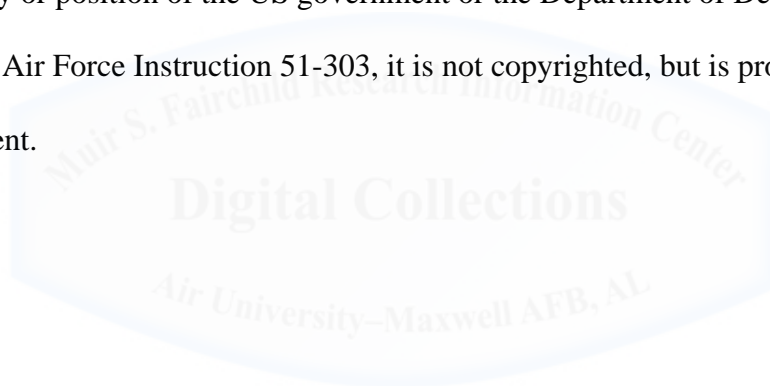 y or position of the US government or the Department of De
Air Force Instruction 51-303, it is not copyrighted, but is pro
ent.
Muir S. Fairchild Research Information Center
Digital Collections
Air University–Maxwell AFB, AL